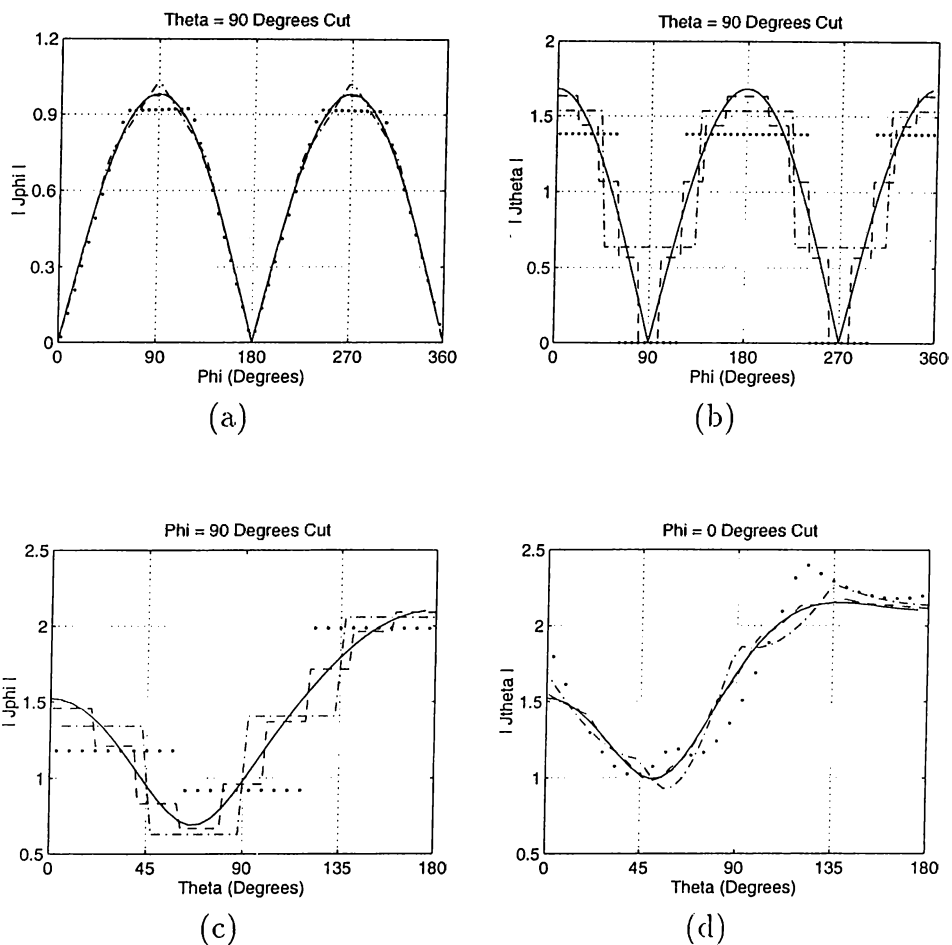 Theta = 90 Degrees Cut
| Jphi |
1.2
0.9
0.6
0.3
0
0 90 180 270 360
Phi (Degrees)
(a)
Theta = 90 Degrees Cut
| Jtheta |
2
1.5
1
0.5
0
0 90 180 270 360
Phi (Degrees)
(b)
Phi = 90 Degrees Cut
| Jphi |
2.5
2
1.5
1
0.5
0 45 90 135 180
Theta (Degrees)
(c)
Phi = 0 Degrees Cut
| Jtheta |
2.5
2
1.5
1
0.5
0 45 90 135 180
Theta (Degrees)
(d)